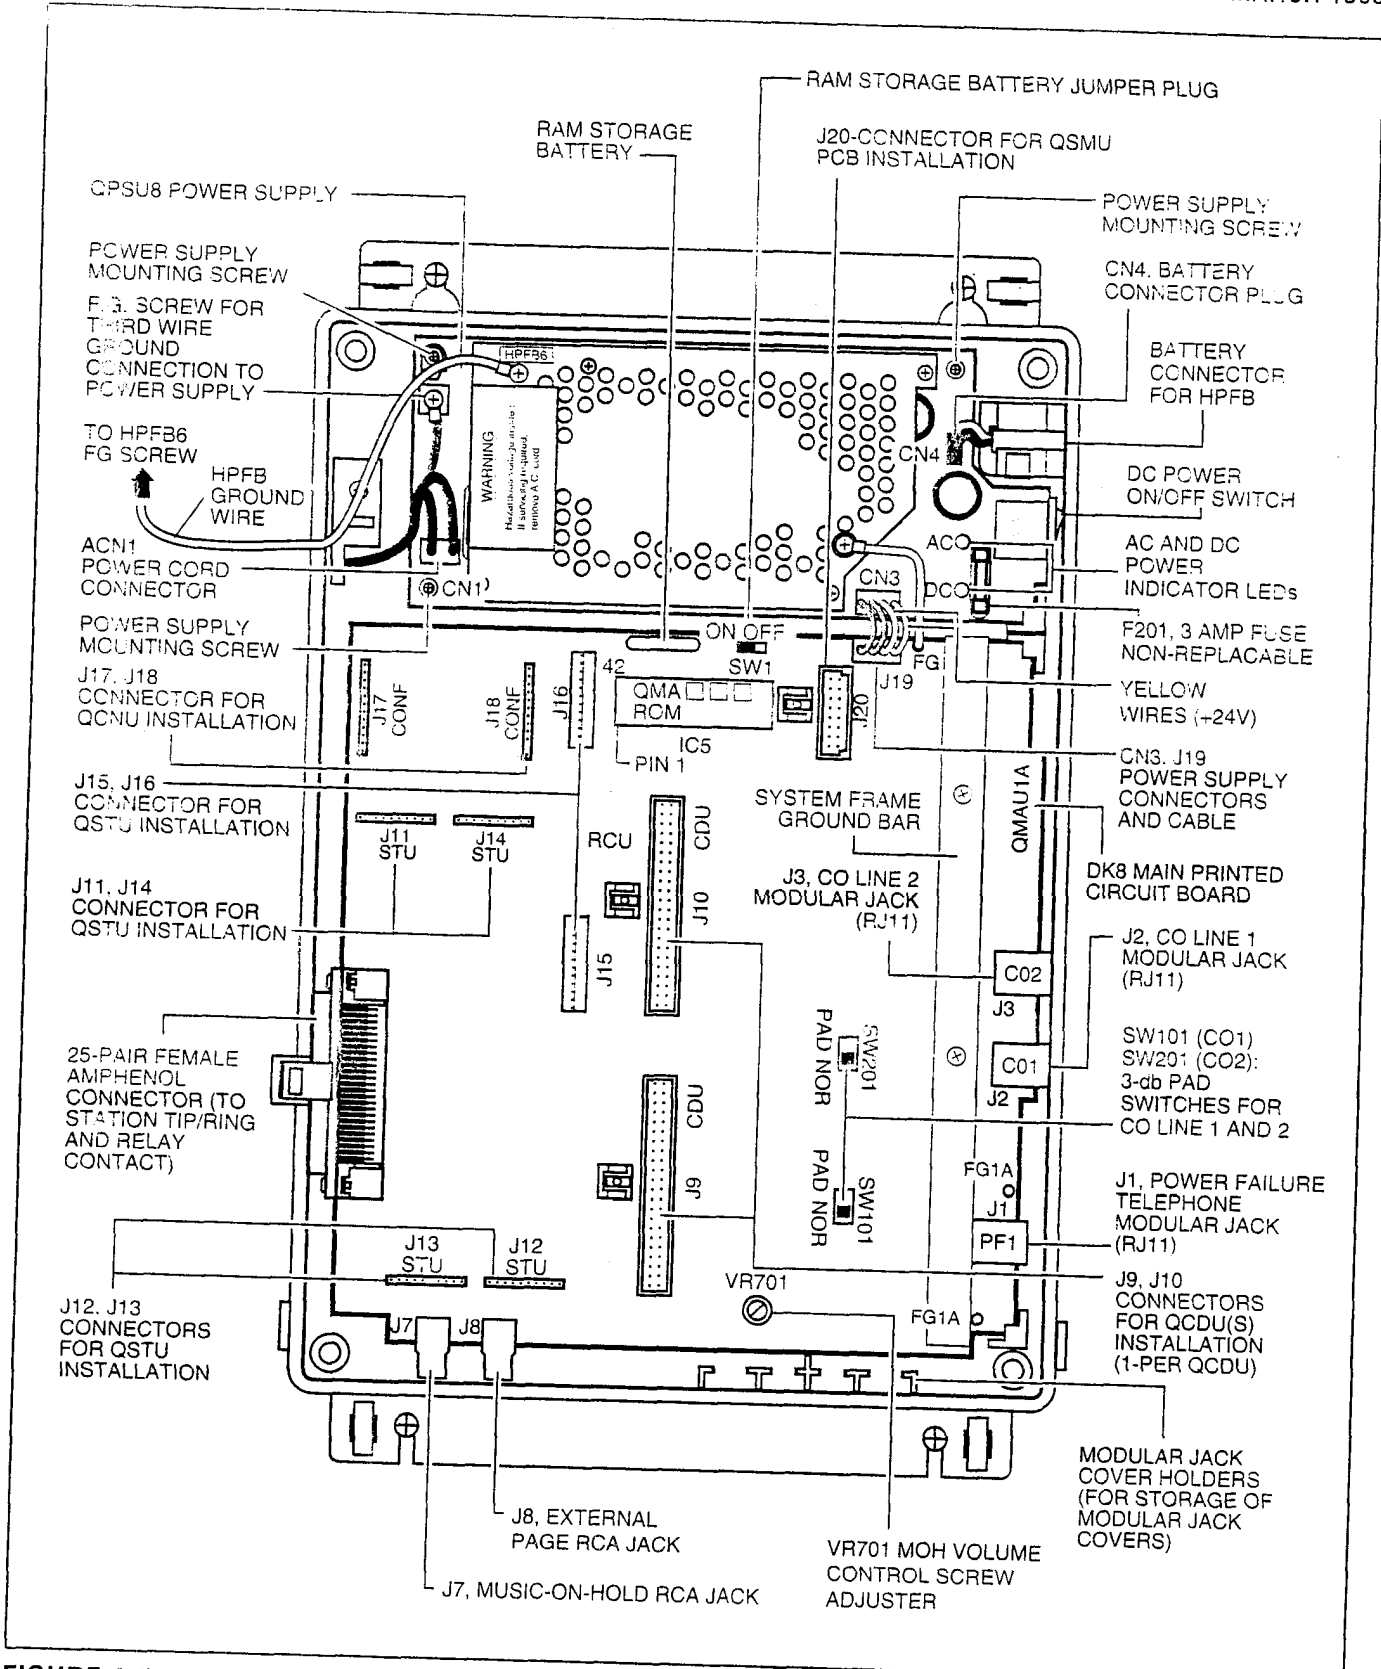 RAM STORAGE BATTERY JUMPER PLUG
RAM STORAGE
BATTERY
J20-CONNECTOR FOR QSMU
PCB INSTALLATION
QPSU8 POWER SUPPLY
POWER SUPPLY
MOUNTING SCREW
POWER SUPPLY
MOUNTING SCREW
F.G. SCREW FOR
THIRD WIRE
GROUND
CONNECTION TO
POWER SUPPLY
CN4. BATTERY
CONNECTOR PLUG
BATTERY
CONNECTOR
FOR HPFB
TO HPFB6
FG SCREW
HPFB
GROUND
WIRE
HPFB6
WARNING
Hazardous voltage inside.
If servicing required,
remove A.C. cord
CN4
DC POWER
ON/OFF SWITCH
ACN1
POWER CORD
CONNECTOR
CN1)
AC
DC
CN3
AC AND DC
POWER
INDICATOR LEDs
POWER SUPPLY
MOUNTING SCREW
ON OFF
SW1
FG
F201, 3 AMP FUSE
NON-REPLACABLE
J17, J18
CONNECTOR FOR
QCNU INSTALLATION
J17
CONF
J18
CONF
J16
42
QMA
RCM
IC5
PIN 1
J20
J19
YELLOW
WIRES (+24V)
J15, J16
CONNECTOR FOR
QSTU INSTALLATION
CN3. J19
POWER SUPPLY
CONNECTORS
AND CABLE
J11
STU
J14
STU
RCU
CDU
J10
SYSTEM FRAME
GROUND BAR
QMAU1A
DK8 MAIN PRINTED
CIRCUIT BOARD
J11, J14
CONNECTOR FOR
QSTU INSTALLATION
J15
J3, CO LINE 2
MODULAR JACK
(RJ11)
C02
J3
J2, CO LINE 1
MODULAR JACK
(RJ11)
25-PAIR FEMALE
AMPHENOL
CONNECTOR (TO
STATION TIP/RING
AND RELAY
CONTACT)
PAD NOR
SW201
C01
J2
SW101 (CO1)
SW201 (CO2):
3-db PAD
SWITCHES FOR
CO LINE 1 AND 2
CDU
J9
PAD NOR
SW101
FG1A
J1
PF1
J1, POWER FAILURE
TELEPHONE
MODULAR JACK
(RJ11)
J13
STU
J12
STU
VR701
FG1A
J9, J10
CONNECTORS
FOR QCDU(S)
INSTALLATION
(1-PER QCDU)
J12. J13
CONNECTORS
FOR QSTU
INSTALLATION
J7
J8
MODULAR JACK
COVER HOLDERS
(FOR STORAGE OF
MODULAR JACK
COVERS)
J8, EXTERNAL
PAGE RCA JACK
J7, MUSIC-ON-HOLD RCA JACK
VR701 MOH VOLUME
CONTROL SCREW
ADJUSTER